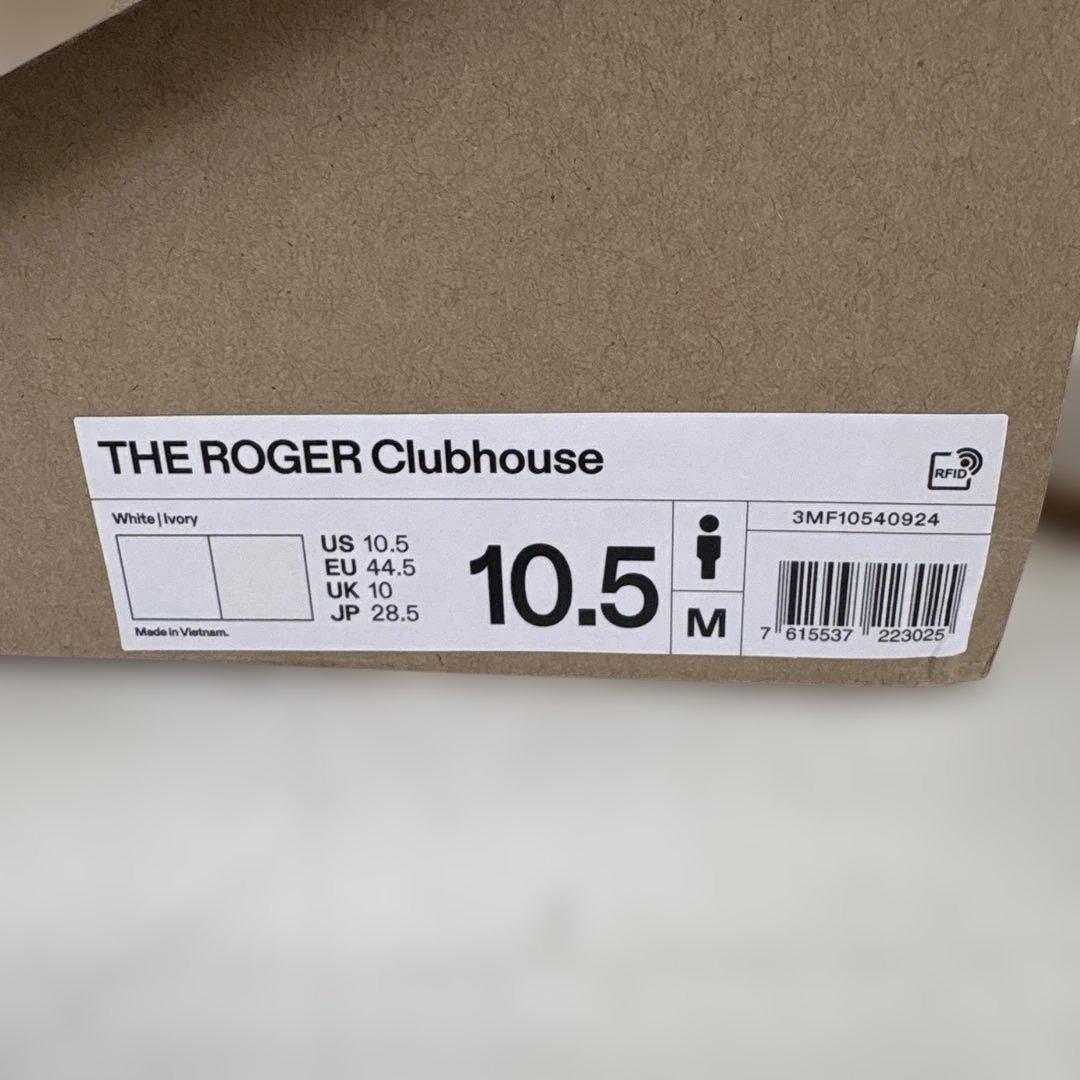 THE ROGER Clubhouse
RFID
White | Ivory
US 10.5
EU 44.5
UK 10
JP 28.5
Made in Vietnam.
10.5
M
3MF10540924
7 615537 223025